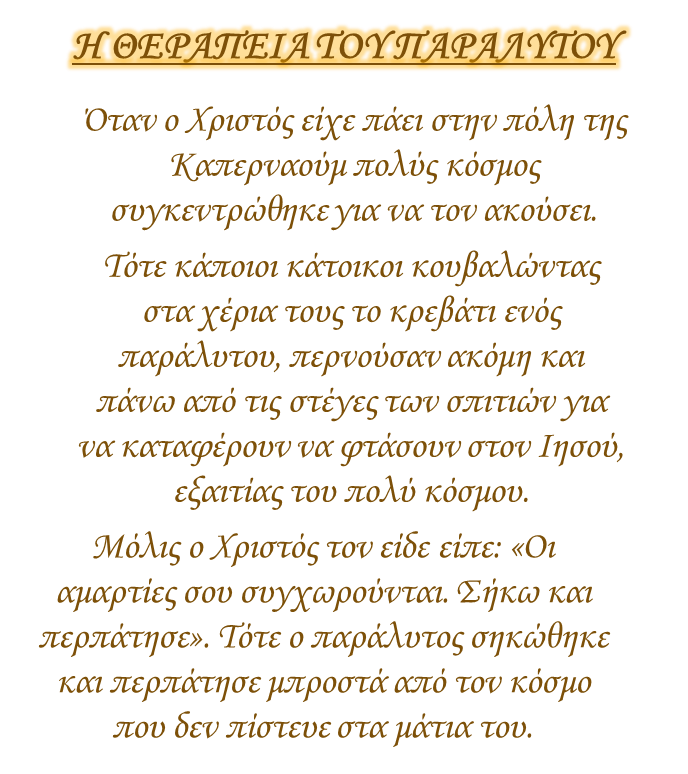 Η ΘΕΡΑΠΕΙΑ ΤΟΥ ΠΑΡΑΛΥΤΟΥ
Όταν ο Χριστός είχε πάει στην πόλη της
Καπερναούμ πολύς κόσμος
συγκεντρώθηκε για να τον ακούσει.
Τότε κάποιοι κάτοικοι κουβαλώντας
στα χέρια τους το κρεβάτι ενός
παράλυτου, περνούσαν ακόμη και
πάνω από τις στέγες των σπιτιών για
να καταφέρουν να φτάσουν στον Ιησού,
εξαιτίας του πολύ κόσμου.
Μόλις ο Χριστός τον είδε είπε: «Οι
αμαρτίες σου συγχωρούνται. Σήκω και
περπάτησε». Τότε ο παράλυτος σηκώθηκε
και περπάτησε μπροστά από τον κόσμο
που δεν πίστευε στα μάτια του.